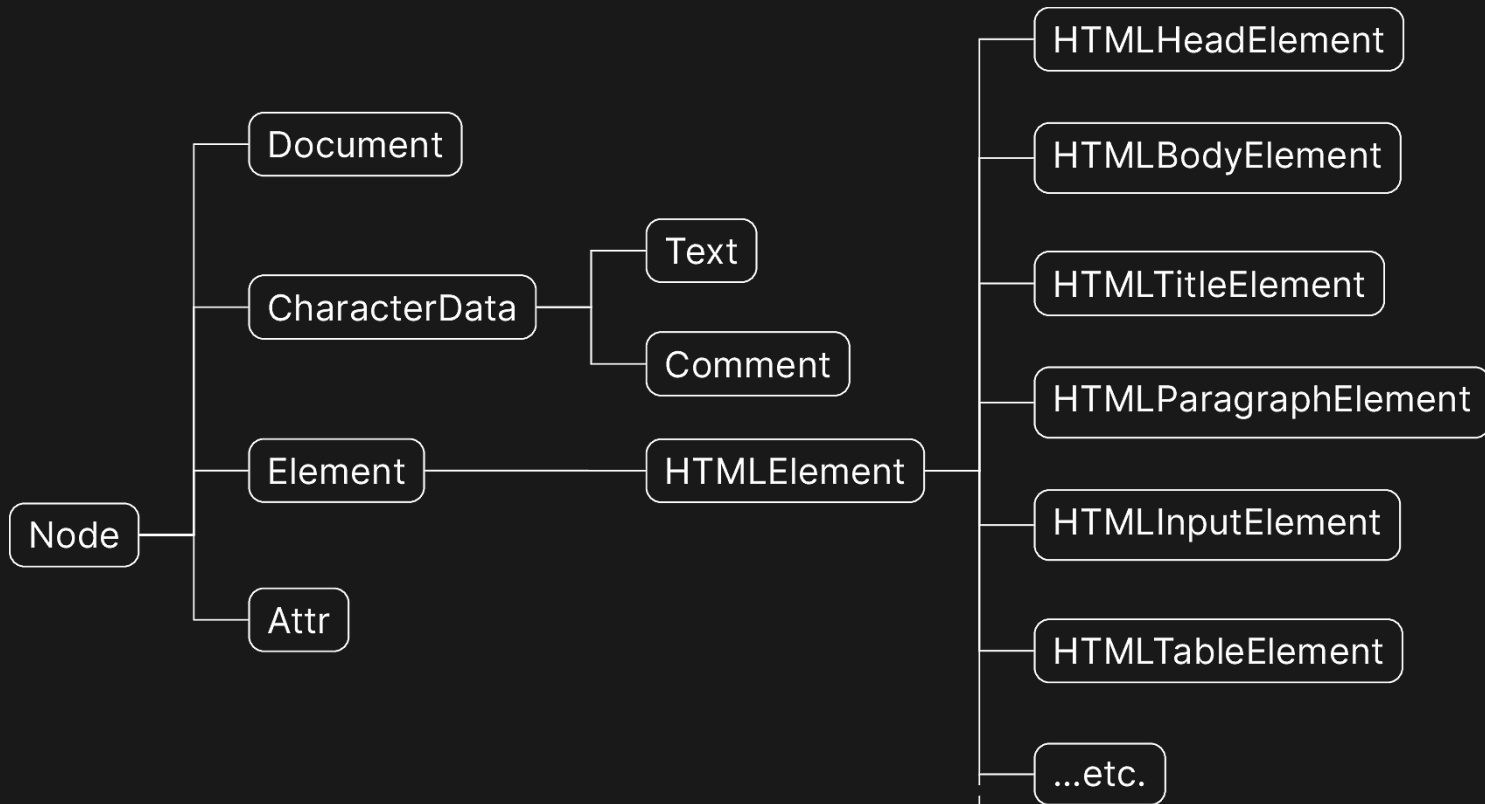 HTMLHeadElement
Document
HTMLBodyElement
Text
HTMLTitleElement
CharacterData
Comment
HTMLParagraphElement
Element
HTMLElement
HTMLInputElement
Node
Attr
HTMLTableElement
...etc.